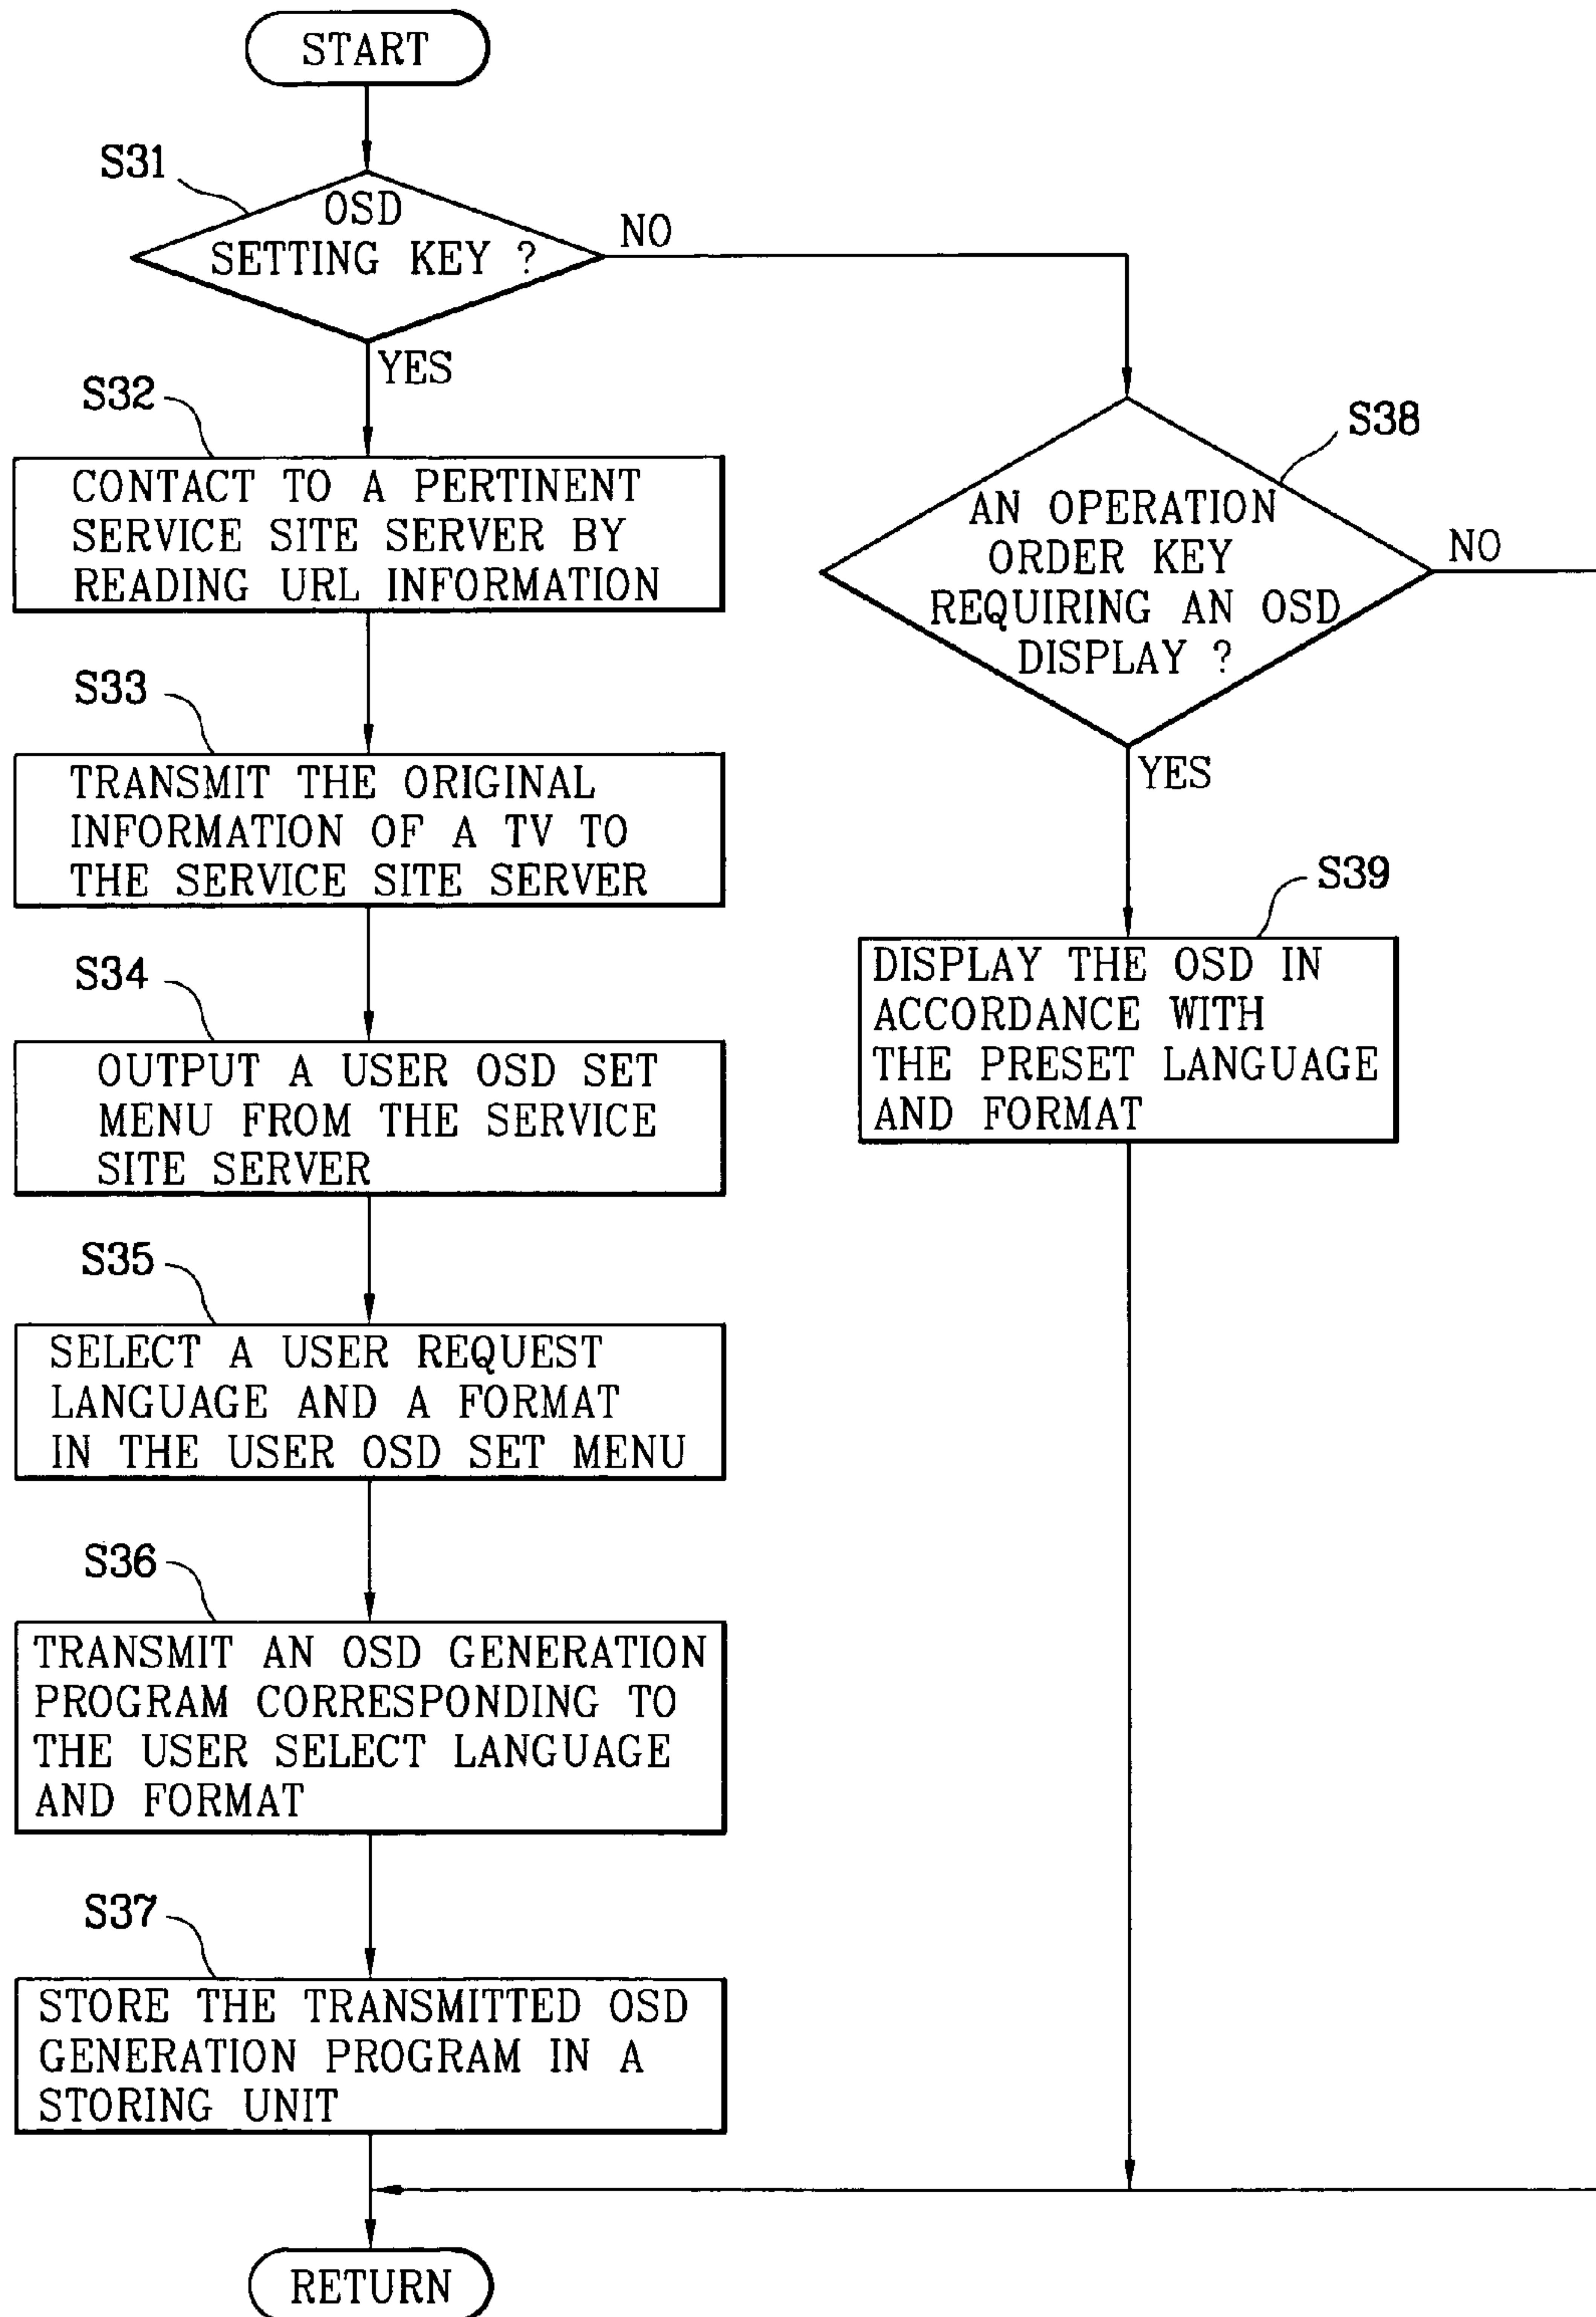 START
S31
OSD
SETTING KEY ?
NO
YES
S32
CONTACT TO A PERTINENT
SERVICE SITE SERVER BY
READING URL INFORMATION
S33
TRANSMIT THE ORIGINAL
INFORMATION OF A TV TO
THE SERVICE SITE SERVER
S34
OUTPUT A USER OSD SET
MENU FROM THE SERVICE
SITE SERVER
S35
SELECT A USER REQUEST
LANGUAGE AND A FORMAT
IN THE USER OSD SET MENU
S36
TRANSMIT AN OSD GENERATION
PROGRAM CORRESPONDING TO
THE USER SELECT LANGUAGE
AND FORMAT
S37
STORE THE TRANSMITTED OSD
GENERATION PROGRAM IN A
STORING UNIT
S38
AN OPERATION
ORDER KEY
REQUIRING AN OSD
DISPLAY ?
NO
YES
S39
DISPLAY THE OSD IN
ACCORDANCE WITH
THE PRESET LANGUAGE
AND FORMAT
RETURN